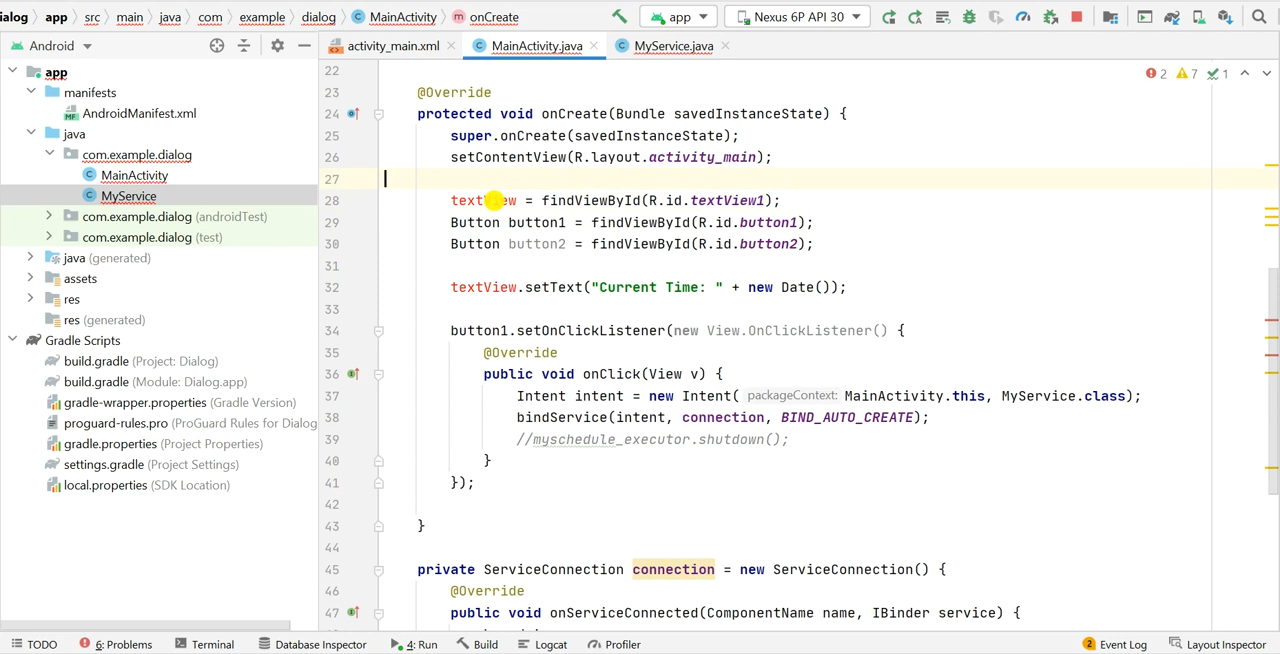 ialog app src main java com example dialog MainActivity onCreate app Nexus 6P API 30
Android activity_main.xml MainActivity.java MyService.java
app
manifests
AndroidManifest.xml
java
com.example.dialog
MainActivity
MyService
com.example.dialog (androidTest)
com.example.dialog (test)
java (generated)
assets
res
res (generated)
Gradle Scripts
build.gradle (Project: Dialog)
build.gradle (Module: Dialog.app)
gradle-wrapper.properties (Gradle Version)
proguard-rules.pro (ProGuard Rules for Dialog
gradle.properties (Project Properties)
settings.gradle (Project Settings)
local.properties (SDK Location)
2 7 1
22
23 @Override
24 protected void onCreate(Bundle savedInstanceState) {
25 super.onCreate(savedInstanceState);
26 setContentView(R.layout.activity_main);
27
28 textView = findViewById(R.id.textView1);
29 Button button1 = findViewById(R.id.button1);
30 Button button2 = findViewById(R.id.button2);
31
32 textView.setText("Current Time: " + new Date());
33
34 button1.setOnClickListener(new View.OnClickListener() {
35 @Override
36 public void onClick(View v) {
37 Intent intent = new Intent( packageContext: MainActivity.this, MyService.class);
38 bindService(intent, connection, BIND_AUTO_CREATE);
39 //myschedule_executor.shutdown();
40 }
41 });
42
43 }
44
45 private ServiceConnection connection = new ServiceConnection() {
46 @Override
47 public void onServiceConnected(ComponentName name, IBinder service) {
TODO 6: Problems Terminal Database Inspector 4: Run Build Logcat Profiler 2 Event Log Layout Inspector